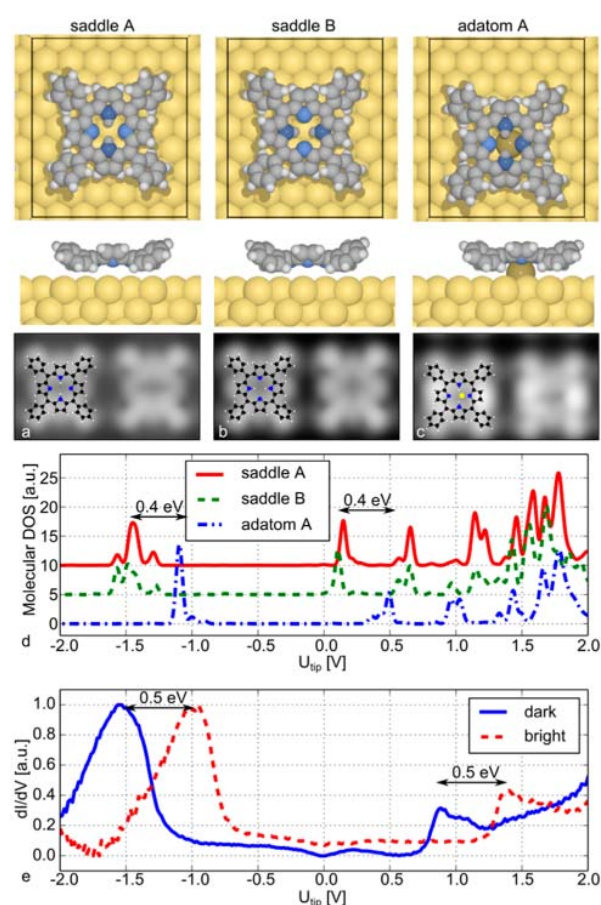 saddle A saddle B adatom A
a b c
0.4 eV 0.4 eV
saddle A
saddle B
adatom A
Molecular DOS [a.u.]
25
20
15
10
5
0
d
-2.0 -1.5 -1.0 -0.5 0.0 0.5 1.0 1.5 2.0
U_tip [V]
0.5 eV
dark
bright
0.5 eV
dI/dV [a.u.]
1.0
0.8
0.6
0.4
0.2
0.0
e
-2.0 -1.5 -1.0 -0.5 0.0 0.5 1.0 1.5 2.0
U_tip [V]